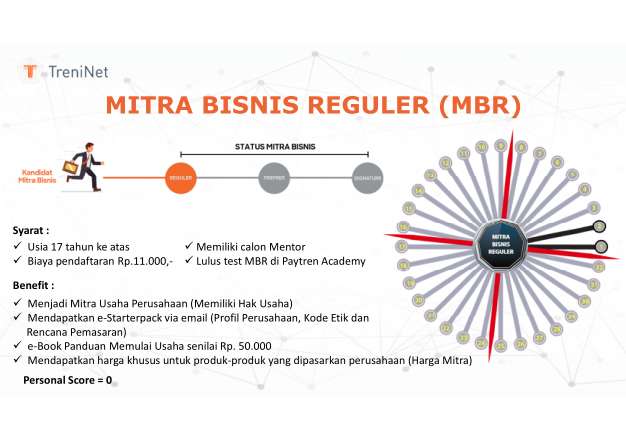 TreniNet
MITRA BISNIS REGULER (MBR)
STATUS MITRA BISNIS
Kandidat
Mitra Bisnis
REGULER
TREPREN
SIGNATURE
MITRA
BISNIS
REGULER
Syarat :
✓ Usia 17 tahun ke atas
✓ Biaya pendaftaran Rp.11.000,-
✓ Memiliki calon Mentor
✓ Lulus test MBR di Paytren Academy
Benefit :
✓ Menjadi Mitra Usaha Perusahaan (Memiliki Hak Usaha)
✓ Mendapatkan e-Starterpack via email (Profil Perusahaan, Kode Etik dan
Rencana Pemasaran)
✓ e-Book Panduan Memulai Usaha senilai Rp. 50.000
✓ Mendapatkan harga khusus untuk produk-produk yang dipasarkan perusahaan (Harga Mitra)
Personal Score = 0